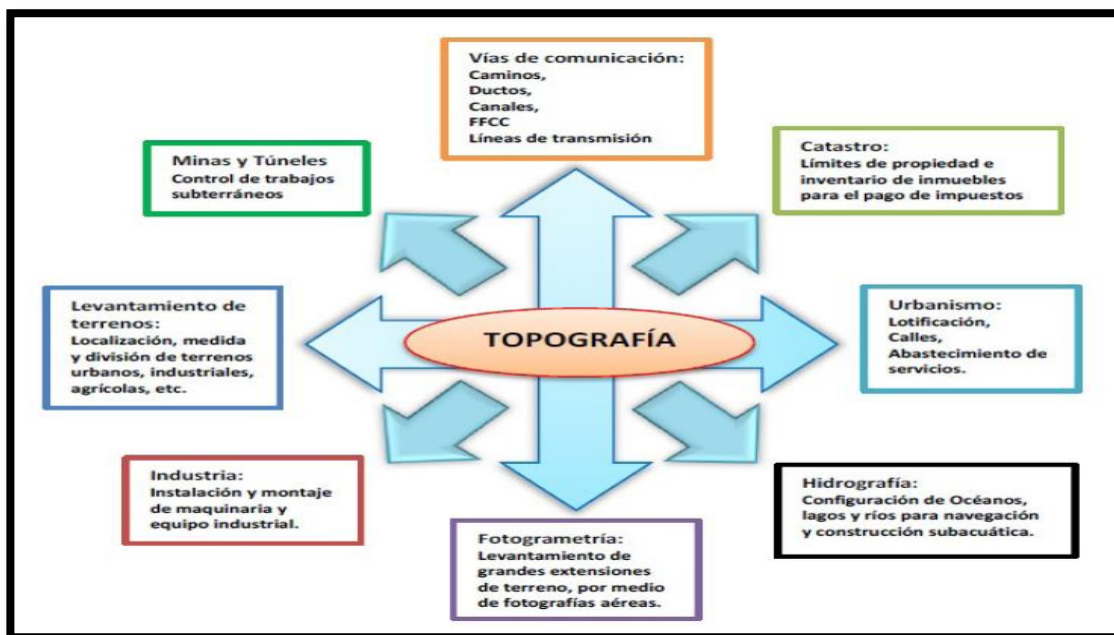 Vías de comunicación:
Caminos,
Ductos,
Canales,
FFCC
Líneas de transmisión
Minas y Túneles
Control de trabajos
subterráneos
Catastro:
Límites de propiedad e
inventario de inmuebles
para el pago de impuestos
Levantamiento de
terrenos:
Localización, medida
y división de terrenos
urbanos, industriales,
agrícolas, etc.
TOPOGRAFÍA
Urbanismo:
Lotificación,
Calles,
Abastecimiento de
servicios.
Industria:
Instalación y montaje
de maquinaria y
equipo industrial.
Fotogrametría:
Levantamiento de
grandes extensiones
de terreno, por medio
de fotografías aéreas.
Hidrografía:
Configuración de Océanos,
lagos y ríos para navegación
y construcción subacuática.